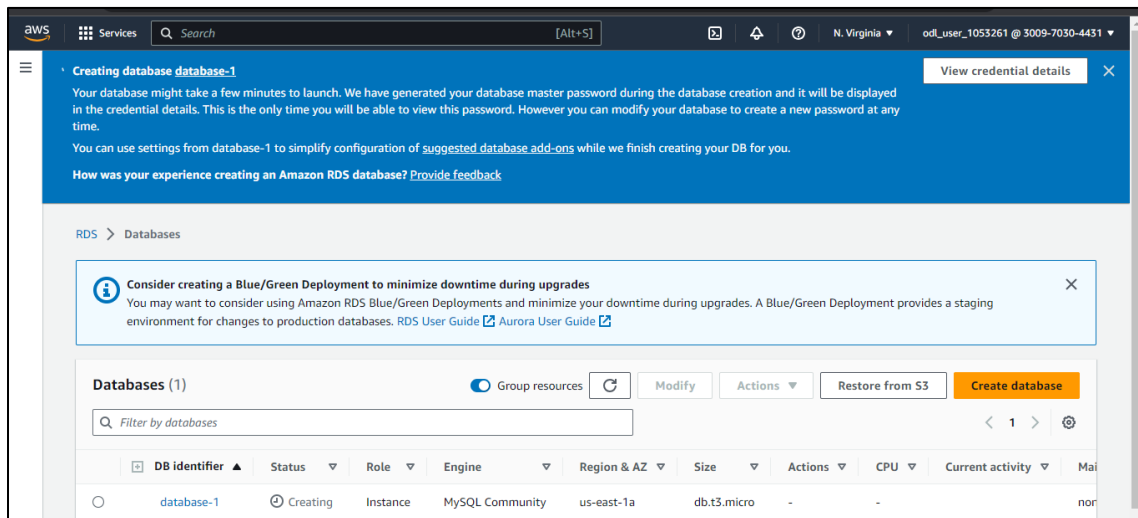 aws Services Search [Alt+S] N. Virginia ▼ odl_user_1053261 @ 3009-7030-4431 ▼
Creating database database-1 View credential details
Your database might take a few minutes to launch. We have generated your database master password during the database creation and it will be displayed
in the credential details. This is the only time you will be able to view this password. However you can modify your database to create a new password at any
time.
You can use settings from database-1 to simplify configuration of suggested database add-ons while we finish creating your DB for you.
How was your experience creating an Amazon RDS database? Provide feedback
RDS > Databases
Consider creating a Blue/Green Deployment to minimize downtime during upgrades
You may want to consider using Amazon RDS Blue/Green Deployments and minimize your downtime during upgrades. A Blue/Green Deployment provides a staging
environment for changes to production databases. RDS User Guide Aurora User Guide
Databases (1) Group resources Modify Actions ▼ Restore from S3 Create database
Filter by databases < 1 >
DB identifier ▲ Status Role Engine Region & AZ Size Actions CPU Current activity Mai
database-1 Creating Instance MySQL Community us-east-1a db.t3.micro - - nor